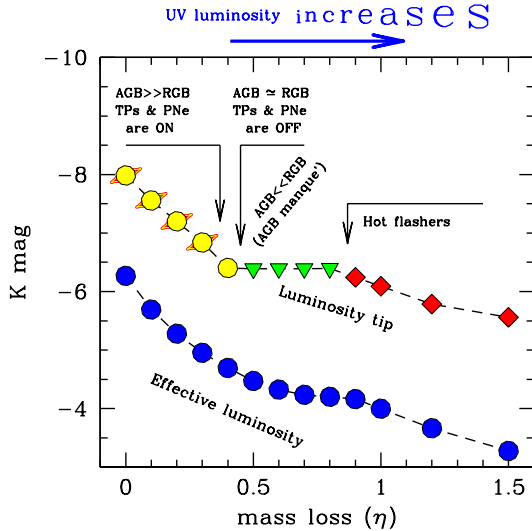 UV luminosity increases
AGB>>RGB
TPs & PNe
are ON
AGB ≃ RGB
TPs & PNe
are OFF
AGB<<RGB
(AGB manque')
Hot flashers
Luminosity tip
Effective luminosity
K mag
-10
-8
-6
-4
0
0.5
1
1.5
mass loss (η)